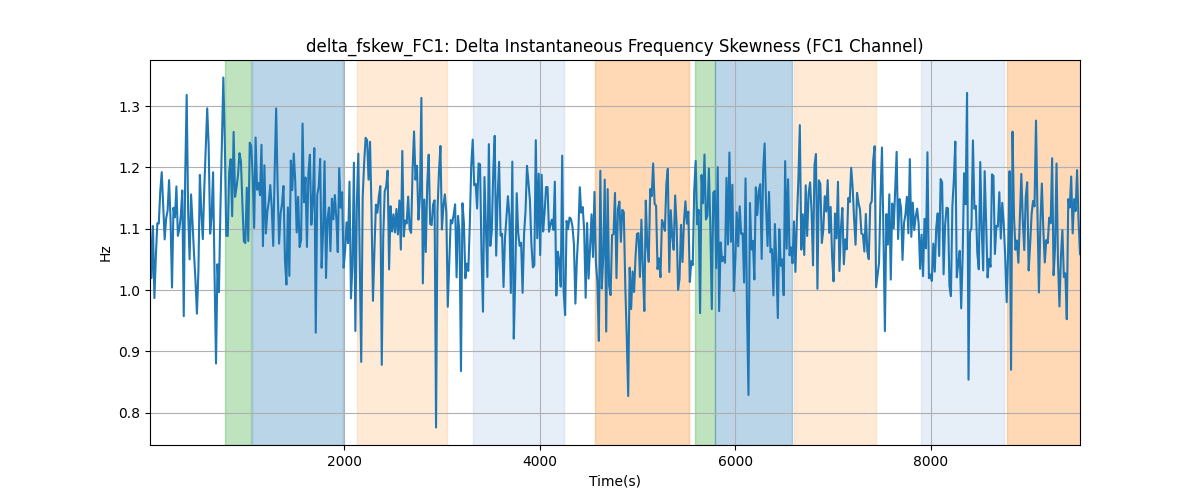 delta_fskew_FC1: Delta Instantaneous Frequency Skewness (FC1 Channel)
1.3
1.2
1.1
1.0
0.9
0.8
Hz
2000 4000 6000 8000
Time(s)